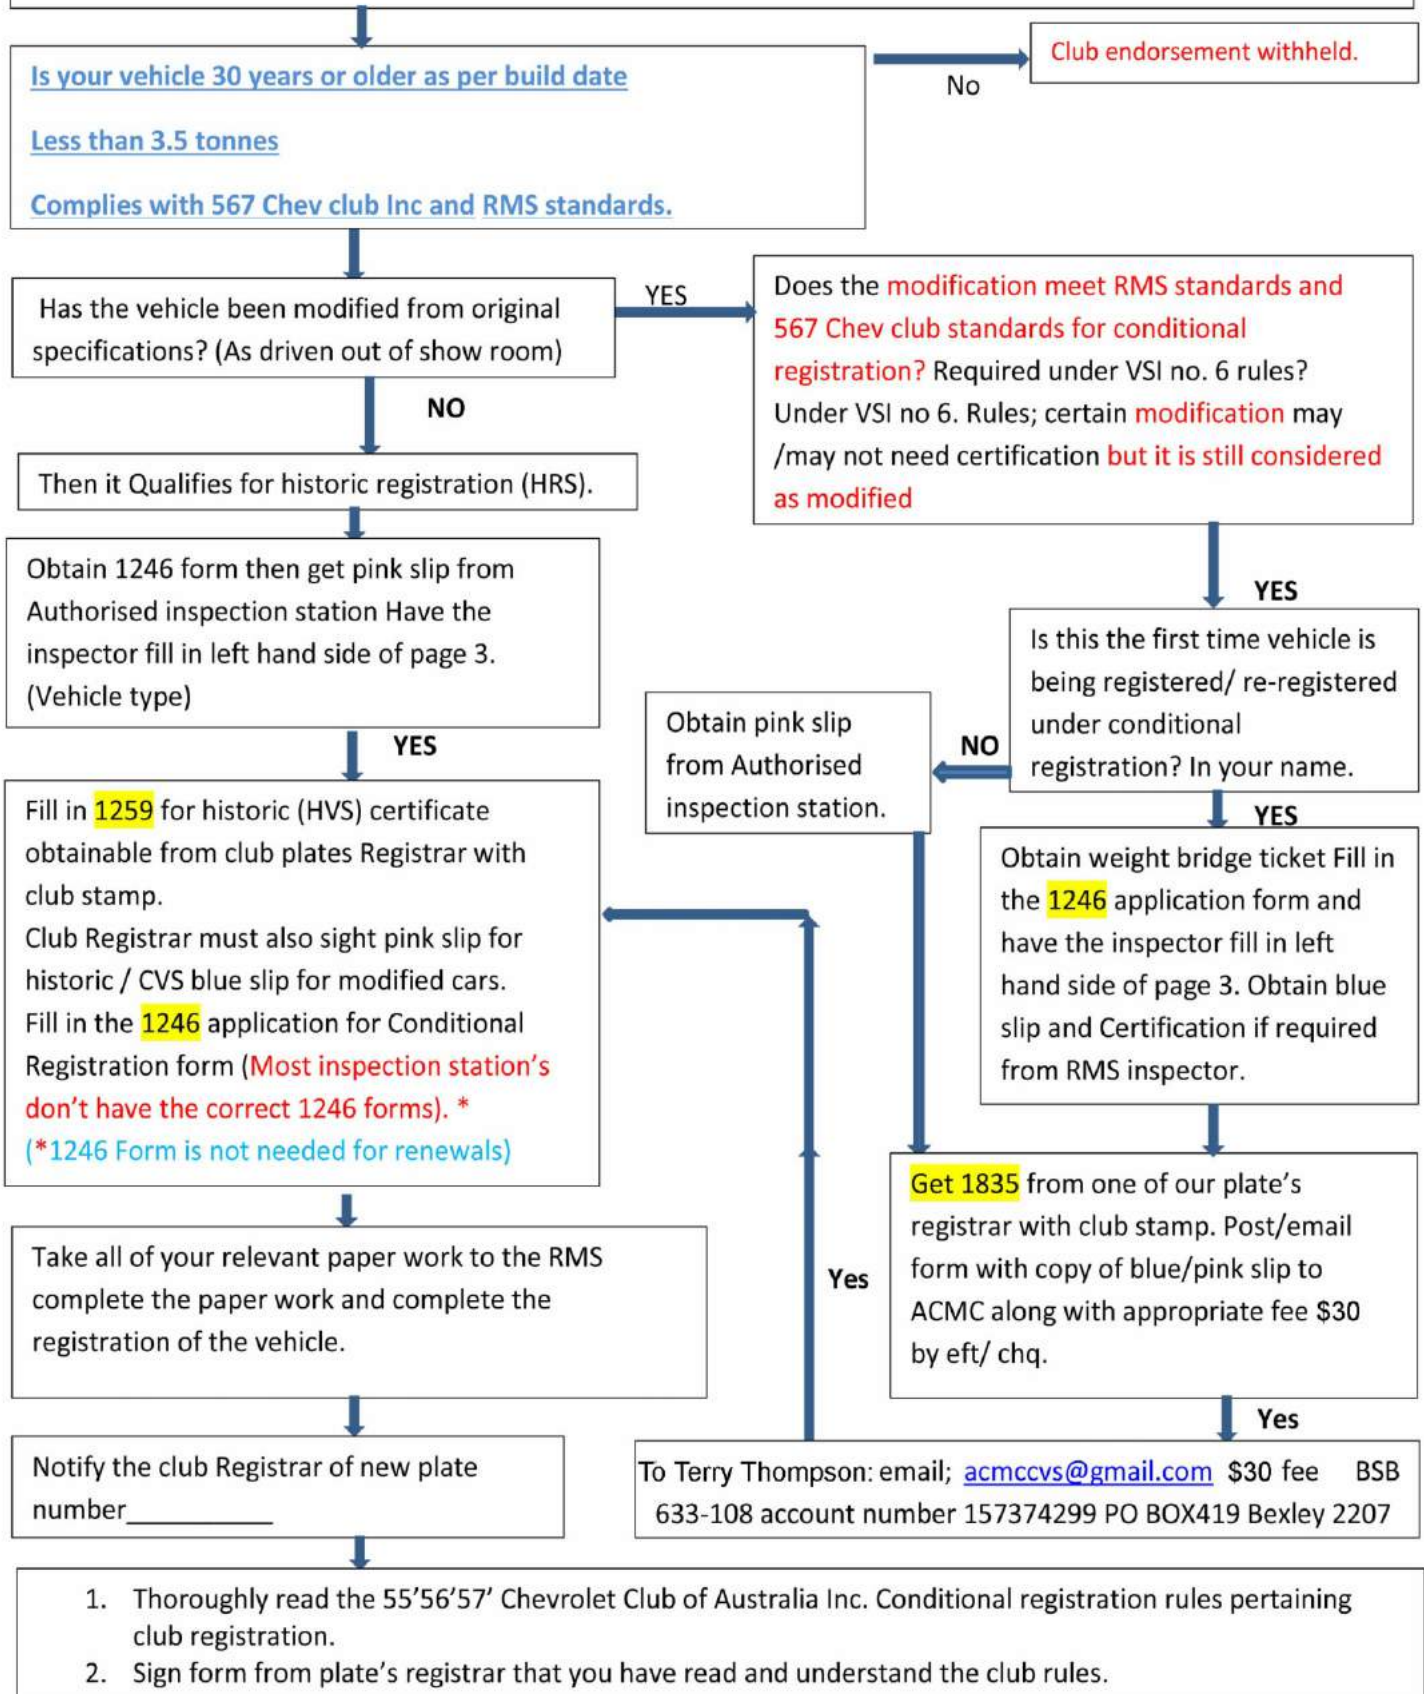 Is your vehicle 30 years or older as per build date
Less than 3.5 tonnes
Complies with 567 Chev club Inc and RMS standards.
No
Club endorsement withheld.
Has the vehicle been modified from original
specifications? (As driven out of show room)
YES
Does the modification meet RMS standards and
567 Chev club standards for conditional
registration? Required under VSI no. 6 rules?
Under VSI no 6. Rules; certain modification may
/may not need certification but it is still considered
as modified
NO
Then it Qualifies for historic registration (HRS).
Obtain 1246 form then get pink slip from
Authorised inspection station Have the
inspector fill in left hand side of page 3.
(Vehicle type)
YES
Is this the first time vehicle is
being registered/ re-registered
under conditional
registration? In your name.
NO
Obtain pink slip
from Authorised
inspection station.
YES
Obtain weight bridge ticket Fill in
the 1246 application form and
have the inspector fill in left
hand side of page 3. Obtain blue
slip and Certification if required
from RMS inspector.
YES
Fill in 1259 for historic (HVS) certificate
obtainable from club plates Registrar with
club stamp.
Club Registrar must also sight pink slip for
historic / CVS blue slip for modified cars.
Fill in the 1246 application for Conditional
Registration form (Most inspection station's
don't have the correct 1246 forms). *
(*1246 Form is not needed for renewals)
Get 1835 from one of our plate's
registrar with club stamp. Post/email
form with copy of blue/pink slip to
ACMC along with appropriate fee $30
by eft/ chq.
Yes
Yes
Take all of your relevant paper work to the RMS
complete the paper work and complete the
registration of the vehicle.
To Terry Thompson: email; acmccvs@gmail.com $30 fee BSB
633-108 account number 157374299 PO BOX419 Bexley 2207
Notify the club Registrar of new plate
number__________
1. Thoroughly read the 55'56'57' Chevrolet Club of Australia Inc. Conditional registration rules pertaining
club registration.
2. Sign form from plate's registrar that you have read and understand the club rules.